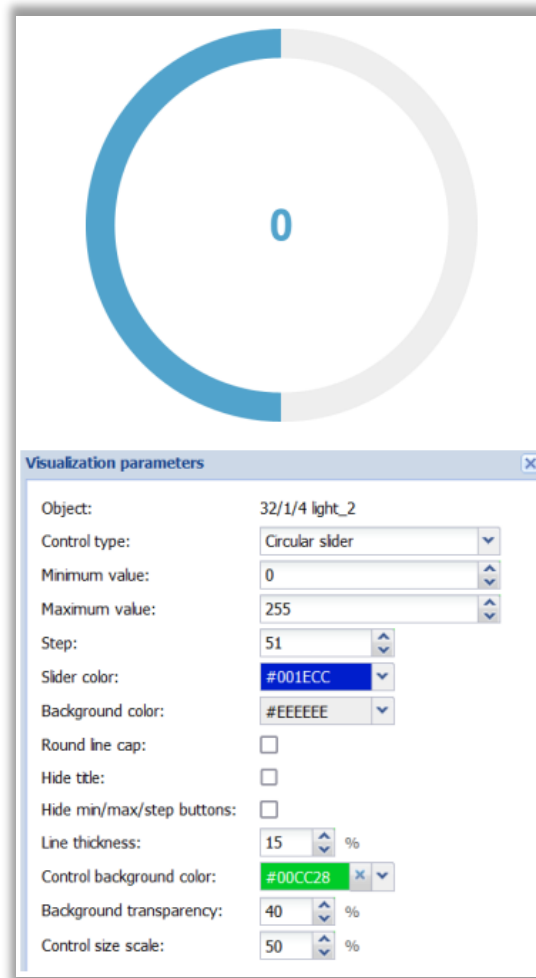 0
Visualization parameters
Object: 32/1/4 light_2
Control type: Circular slider
Minimum value: 0
Maximum value: 255
Step: 51
Slider color: #001ECC
Background color: #EEEEEE
Round line cap:
Hide title:
Hide min/max/step buttons:
Line thickness: 15 %
Control background color: #00CC28
Background transparency: 40 %
Control size scale: 50 %